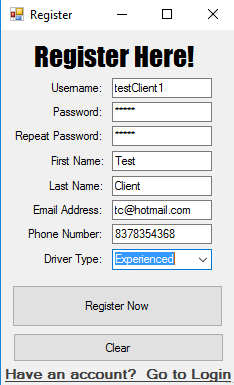 Register
Register Here!
Username: testClient1
Password: *****
Repeat Password: *****
First Name: Test
Last Name: Client
Email Address: tc@hotmail.com
Phone Number: 8378354368
Driver Type: Experienced
Register Now
Clear
Have an account? Go to Login